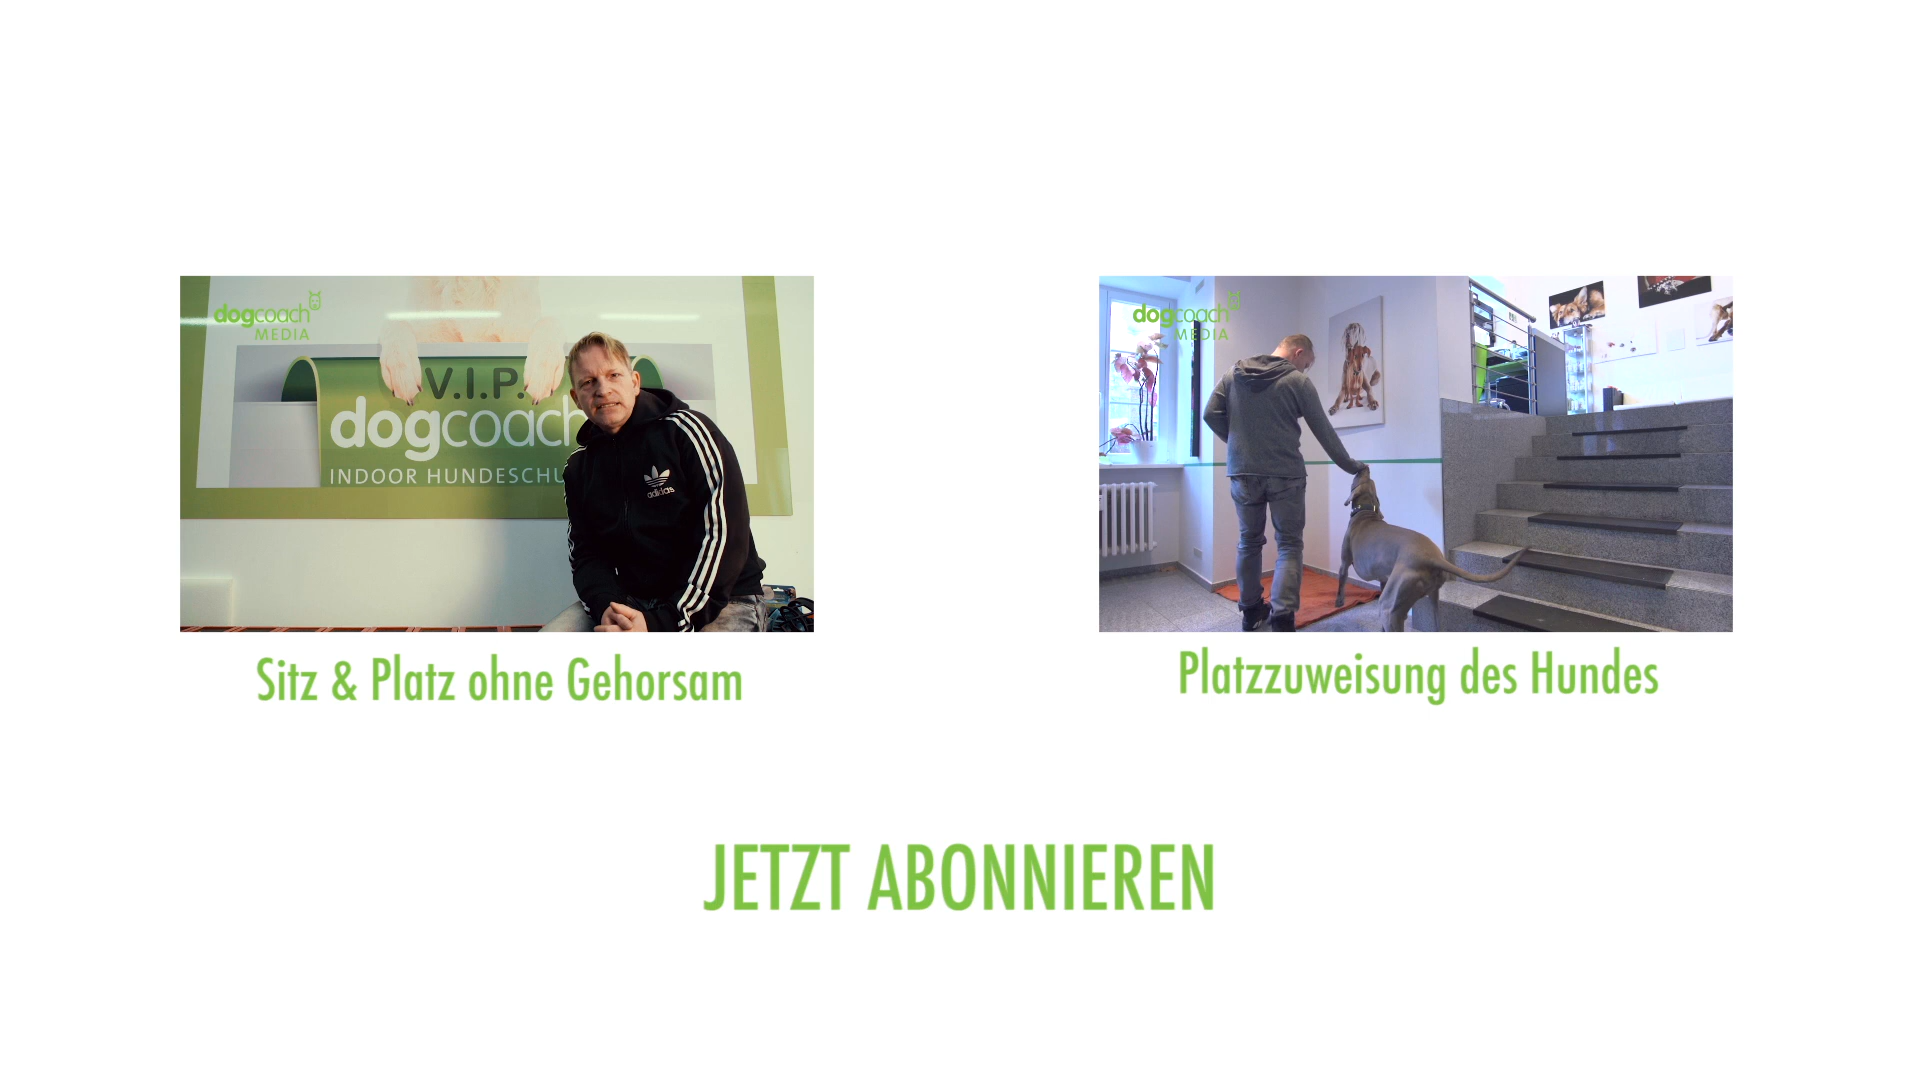 dogcoach
MEDIA
V.I.P.
dogcoach
INDOOR HUNDESCHU
adidas
Sitz & Platz ohne Gehorsam
dogcoach
MEDIA
Platzzuweisung des Hundes
JETZT ABONNIEREN